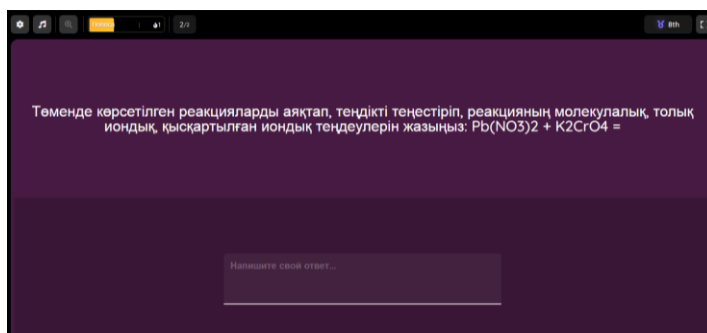 2/2
8th
Төменде көрсетілген реакцияларды аяқтап, теңдікті теңестіріп, реакцияның молекулалық, толық
иондық, қысқартылған иондық теңдеулерін жазыңыз: Pb(NO3)2 + K2CrO4 =
Напишите свой ответ...